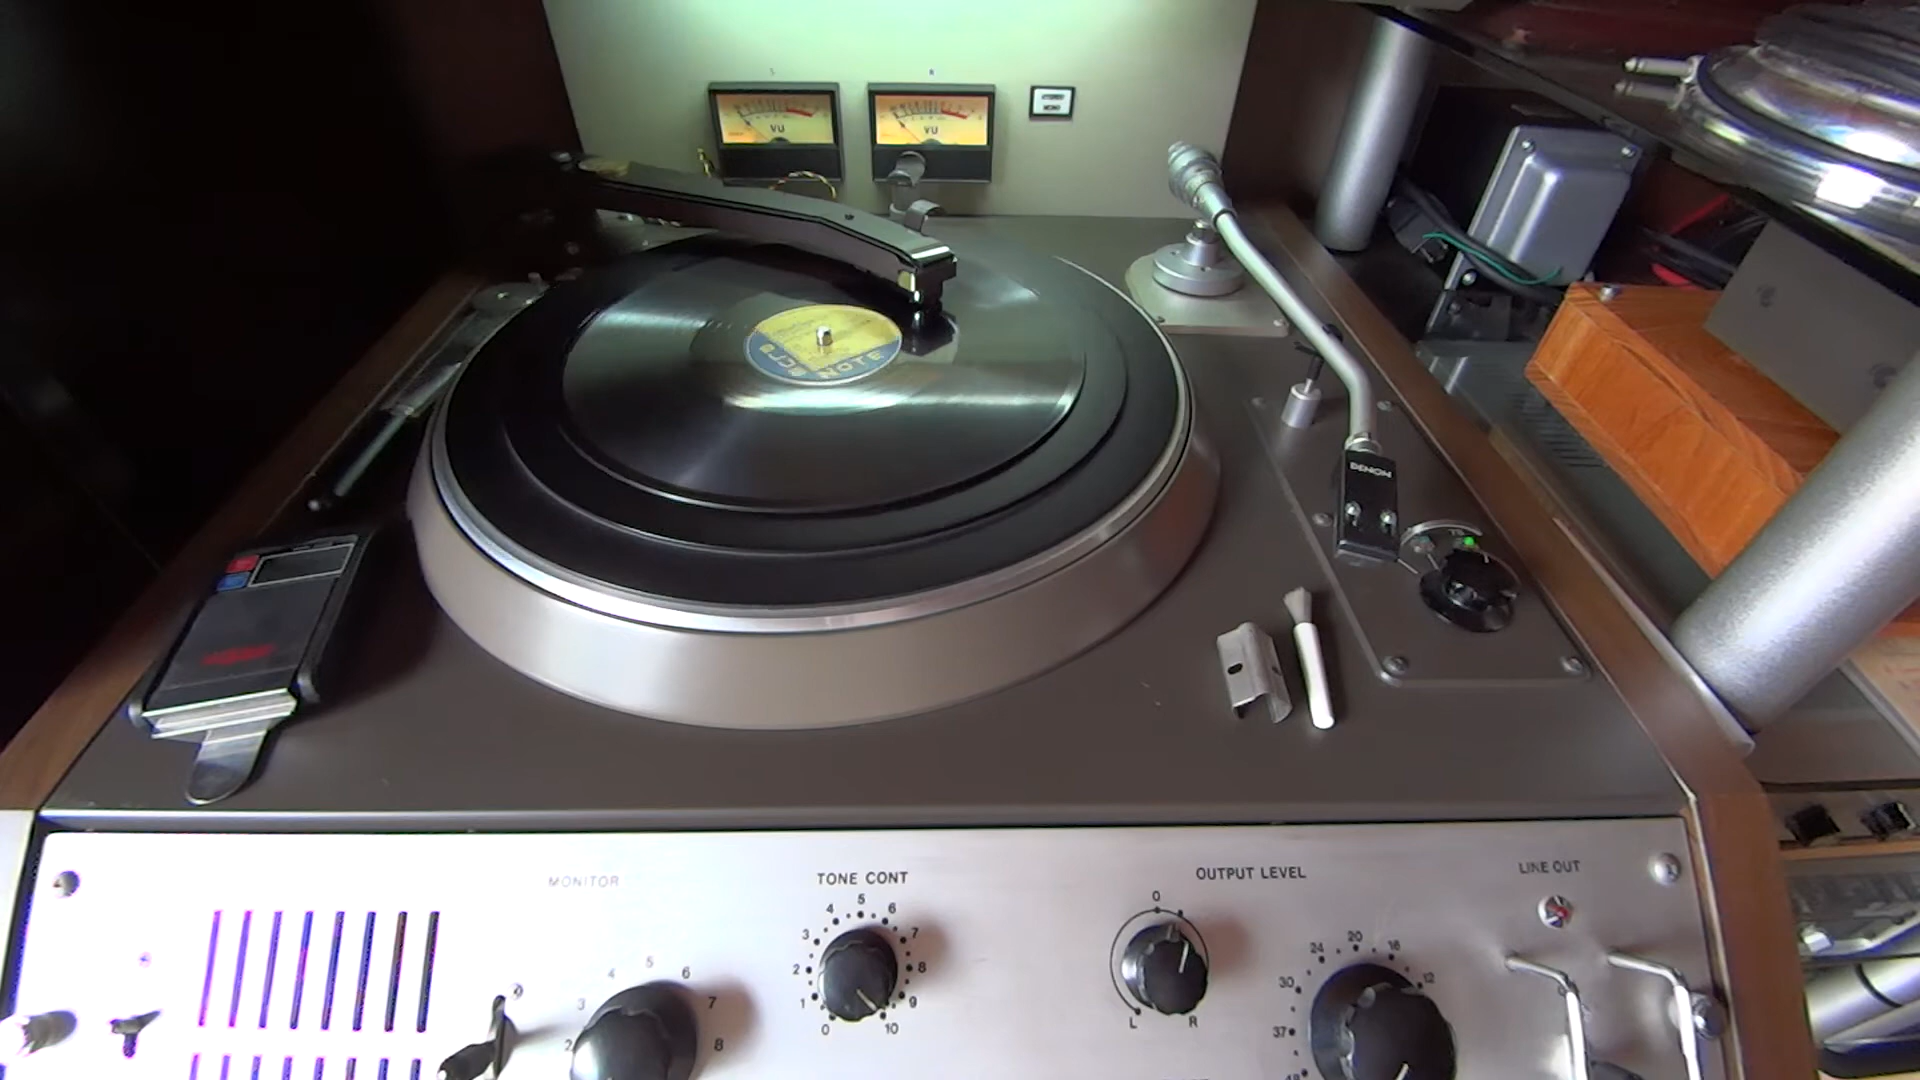 VU
VU
BLUE NOTE
DENON
MONITOR
2 3 4 5 6 7 8
TONE CONT
0 1 2 3 4 5 6 7 8 9 10
OUTPUT LEVEL
0
L R
37 30 24 20 16 12
LINE OUT